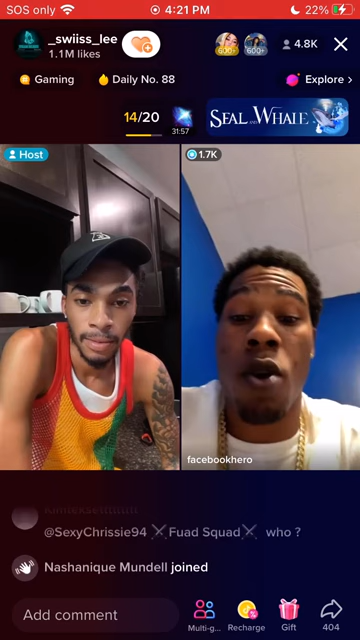 SOS only
4:21 PM
22%
_swiiss_lee
1.1M likes
600+
600+
4.8K
Gaming
Daily No. 88
Explore
14/20
31:57
SEAL AND WHALE
Host
1.7K
facebookhero
@SexyChrissie94 ⚔Fuad Squad⚔ who ?
Nashanique Mundell joined
Add comment
Multi-g...
Recharge
Gift
404